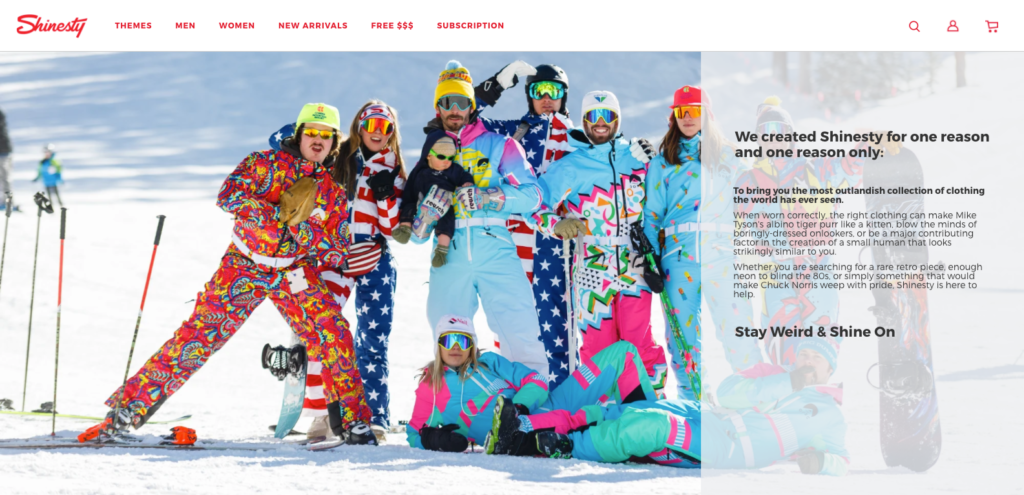 Shinesty
THEMES
MEN
WOMEN
NEW ARRIVALS
FREE $$$
SUBSCRIPTION
We created Shinesty for one reason
and one reason only:
To bring you the most outlandish collection of clothing
the world has ever seen.
When worn correctly, the right clothing can make Mike
Tyson's albino tiger purr like a kitten, blow the minds of
boringly-dressed onlookers, or be a major contributing
factor in the creation of a small human that looks
strikingly similar to you.
Whether you are searching for a rare retro piece, enough
neon to blind the 80s, or simply something that would
make Chuck Norris weep with pride, Shinesty is here to
help.
Stay Weird & Shine On